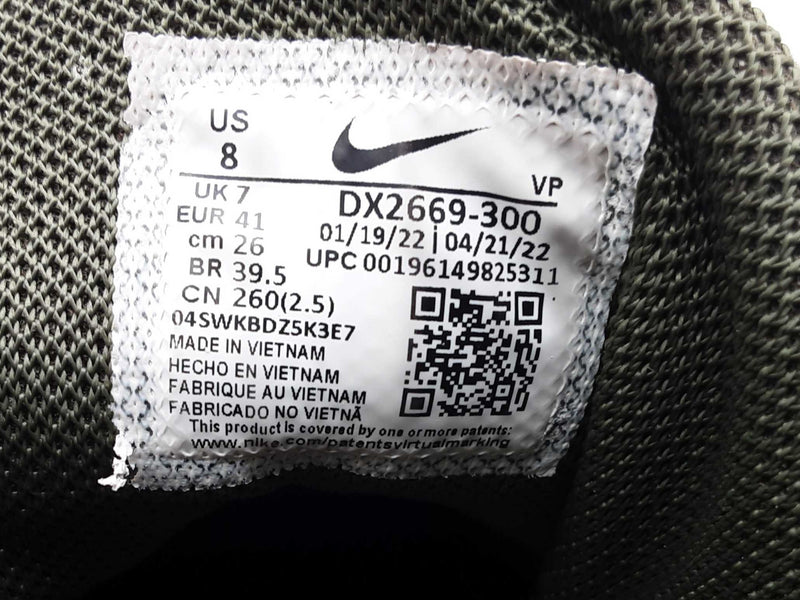 US
8
VP
UK 7
EUR 41
cm 26
BR 39.5
CN 260(2.5)
DX2669-300
01/19/22 | 04/21/22
UPC 00196149825311
04SWKBDZ5K3E7
MADE IN VIETNAM
HECHO EN VIETNAM
FABRIQUE AU VIETNAM
FABRICADO NO VIETNÃ
This product is covered by one or more patents:
www.nike.com/patentsvirtualmarking